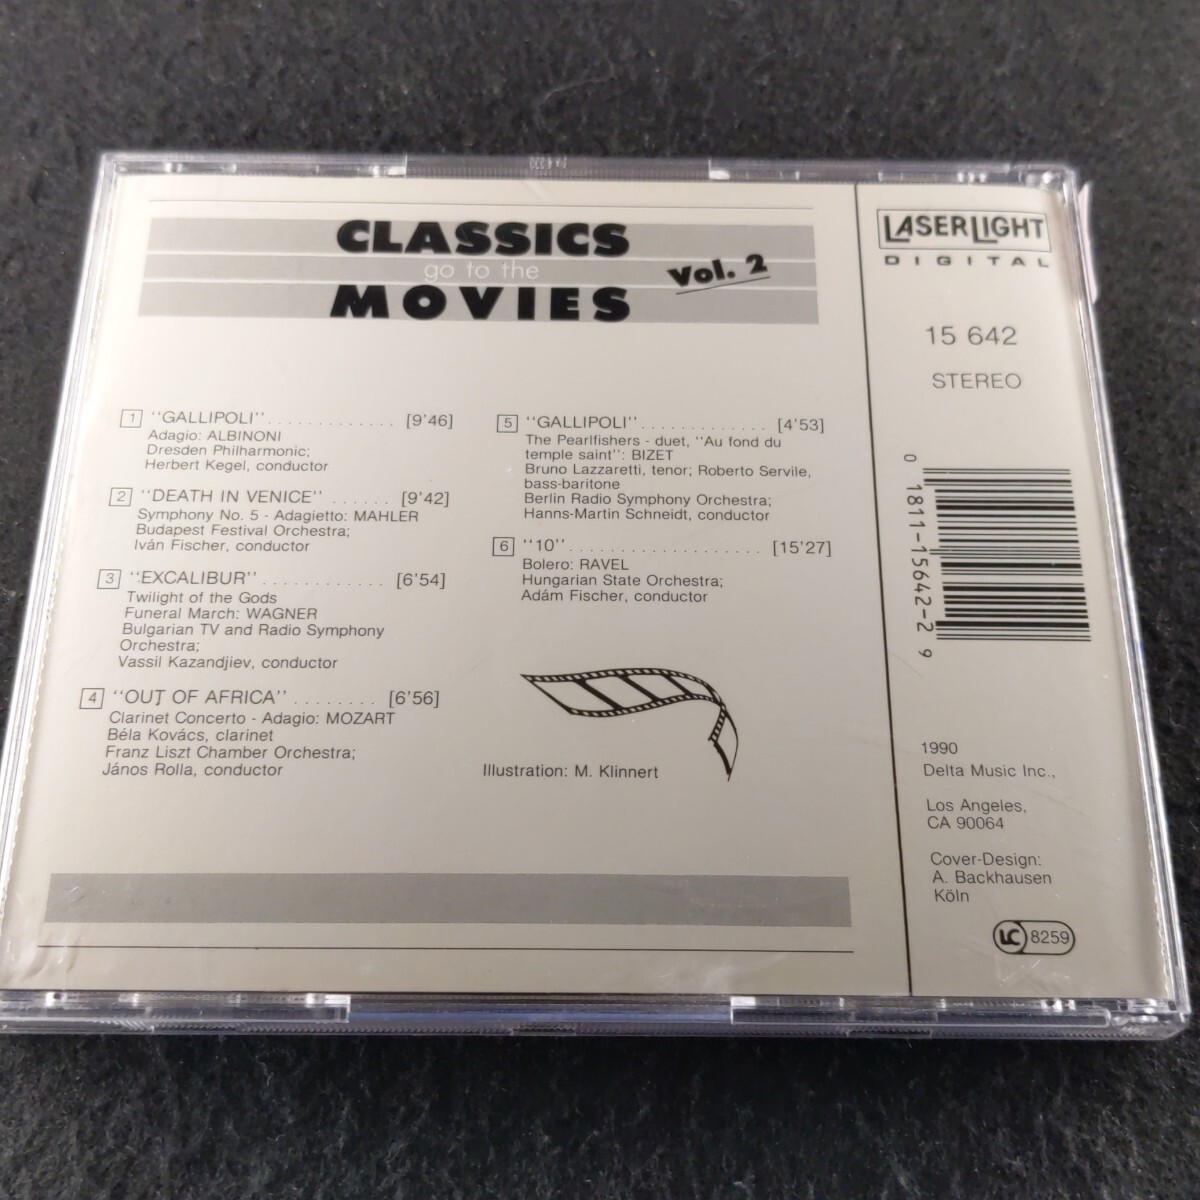 CLASSICS
go to the
MOVIES
Vol. 2
1 "GALLIPOLI" . . . . . . . . . . . . . [9'46]
Adagio: ALBINONI
Dresden Philharmonic;
Herbert Kegel, conductor
2 "DEATH IN VENICE" . . . . . . [9'42]
Symphony No. 5 - Adagietto: MAHLER
Budapest Festival Orchestra;
Iván Fischer, conductor
3 "EXCALIBUR" . . . . . . . . . . . . [6'54]
Twilight of the Gods
Funeral March: WAGNER
Bulgarian TV and Radio Symphony
Orchestra;
Vassil Kazandjiev, conductor
4 "OUT OF AFRICA" . . . . . . . . [6'56]
Clarinet Concerto - Adagio: MOZART
Béla Kovács, clarinet
Franz Liszt Chamber Orchestra;
János Rolla, conductor
5 "GALLIPOLI" . . . . . . . . . . . . . [4'53]
The Pearlfishers - duet, "Au fond du
temple saint": BIZET
Bruno Lazzaretti, tenor; Roberto Servile,
bass-baritone
Berlin Radio Symphony Orchestra;
Hanns-Martin Schneidt, conductor
6 "10" . . . . . . . . . . . . . . . . . . . . [15'27]
Bolero: RAVEL
Hungarian State Orchestra;
Adám Fischer, conductor
Illustration: M. Klinnert
LASERLIGHT
DIGITAL
15 642
STEREO
0 1811-15642-2 9
1990
Delta Music Inc.,
Los Angeles,
CA 90064
Cover-Design:
A. Backhausen
Köln
LC 8259